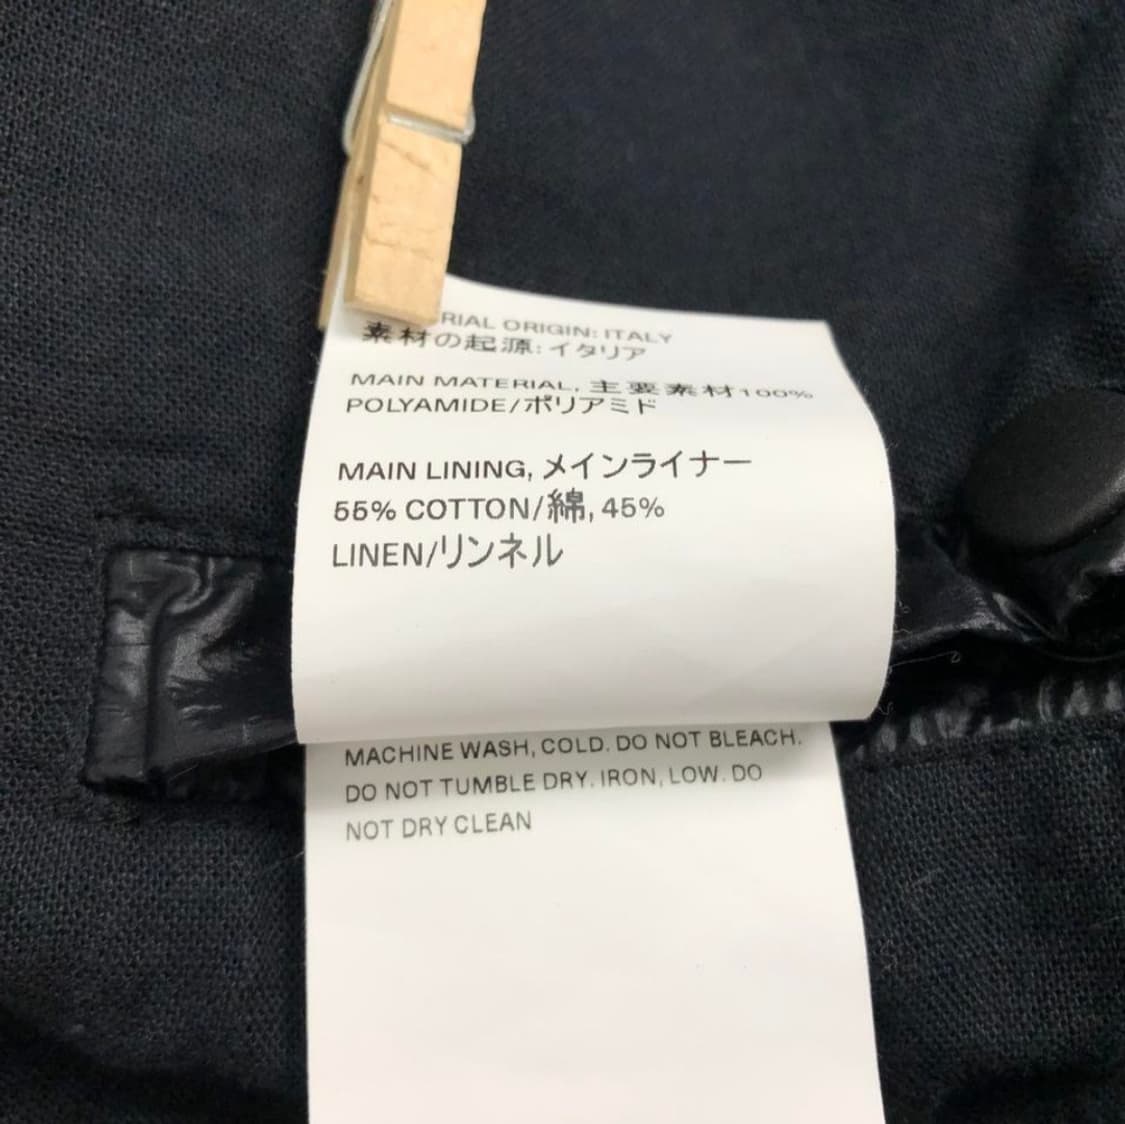 RIAL ORIGIN: ITALY
素材の起源: イタリア
MAIN MATERIAL, 主要素材100%
POLYAMIDE/ポリアミド
MAIN LINING, メインライナー
55% COTTON/綿, 45%
LINEN/リンネル
MACHINE WASH, COLD. DO NOT BLEACH.
DO NOT TUMBLE DRY. IRON, LOW. DO
NOT DRY CLEAN